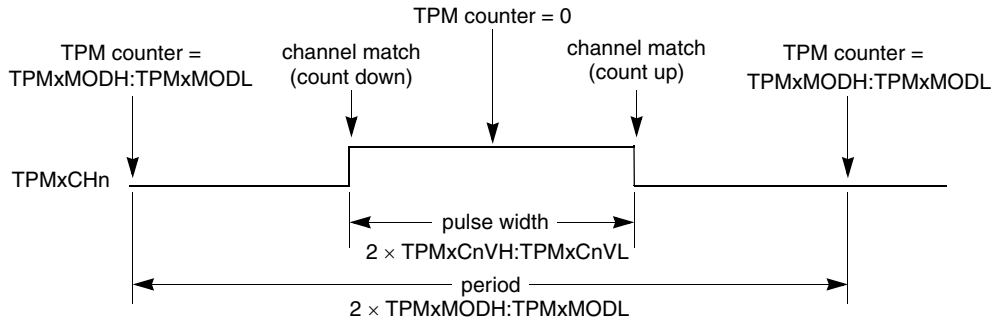 TPM counter = 0
TPM counter =
TPMxMODH:TPMxMODL
channel match
(count down)
channel match
(count up)
TPM counter =
TPMxMODH:TPMxMODL
TPMxCHn
pulse width
2 × TPMxCnVH:TPMxCnVL
period
2 × TPMxMODH:TPMxMODL